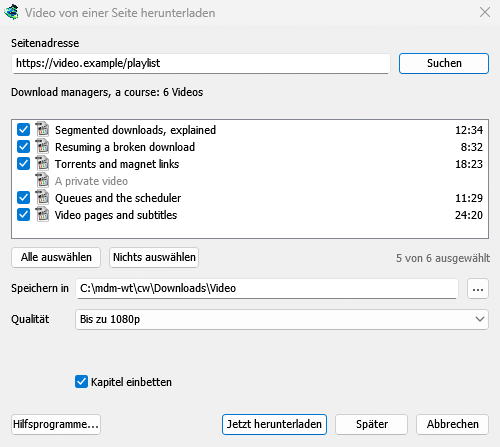 Video von einer Seite herunterladen
Seitenadresse
https://video.example/playlist
Suchen
Download managers, a course: 6 Videos
Segmented downloads, explained 12:34
Resuming a broken download 8:32
Torrents and magnet links 18:23
A private video
Queues and the scheduler 11:29
Video pages and subtitles 24:20
Alle auswählen Nichts auswählen 5 von 6 ausgewählt
Speichern in C:\mdm-wt\cw\Downloads\Video ...
Qualität Bis zu 1080p
Kapitel einbetten
Hilfsprogramme... Jetzt herunterladen Später Abbrechen